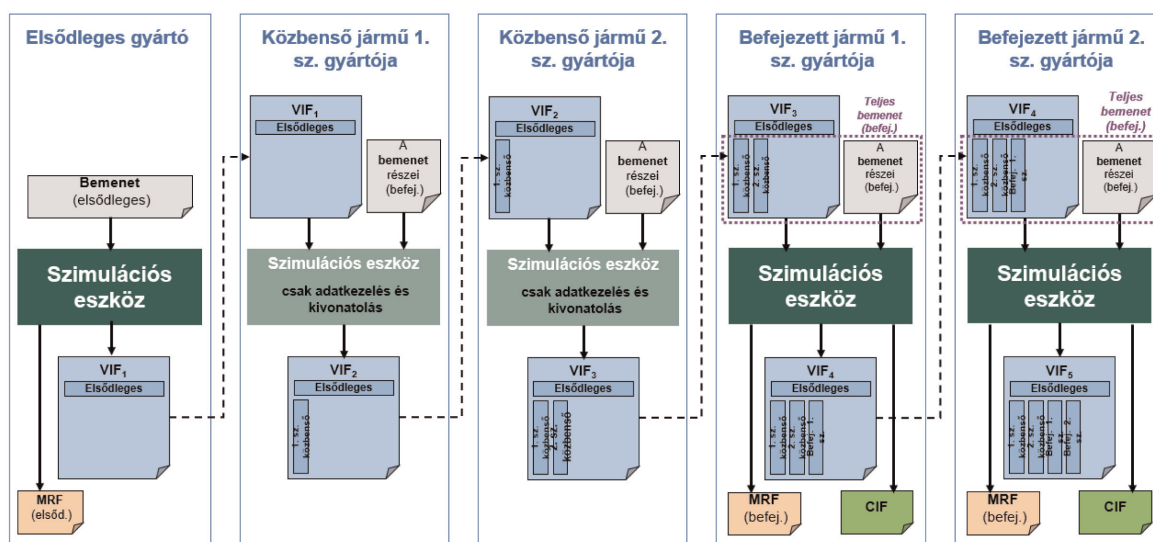 Elsődleges gyártó
Bemenet
(elsődleges)
Szimulációs
eszköz
VIF1
Elsődleges
MRF
(elsőd.)
Közbenső jármű 1.
sz. gyártója
VIF1
Elsődleges
A
bemenet
részei
(befej.)
Szimulációs eszköz
csak adatkezelés és
kivonatolás
VIF2
Elsődleges
1. sz.
közbenső
Közbenső jármű 2.
sz. gyártója
VIF2
Elsődleges
1. sz.
közbenső
A
bemenet
részei
(befej.)
Szimulációs eszköz
csak adatkezelés és
kivonatolás
VIF3
Elsődleges
1. sz.
közbenső
2. sz.
közbenső
Befejezett jármű 1.
sz. gyártója
VIF3
Elsődleges
Teljes
bemenet
(befej.)
1. sz.
közbenső
2. sz.
közbenső
A
bemenet
részei
(befej.)
Szimulációs
eszköz
VIF4
Elsődleges
1. sz.
közbenső
2. sz.
közbenső
Befej. 1.
sz.
MRF
(befej.)
CIF
Befejezett jármű 2.
sz. gyártója
VIF4
Elsődleges
Teljes
bemenet
(befej.)
1. sz.
közbenső
2. sz.
közbenső
Befej. 1.
sz.
A
bemenet
részei
(befej.)
Szimulációs
eszköz
VIF5
Elsődleges
1. sz.
közbenső
2. sz.
közbenső
Befej. 1.
sz.
Befej. 2.
sz.
MRF
(befej.)
CIF